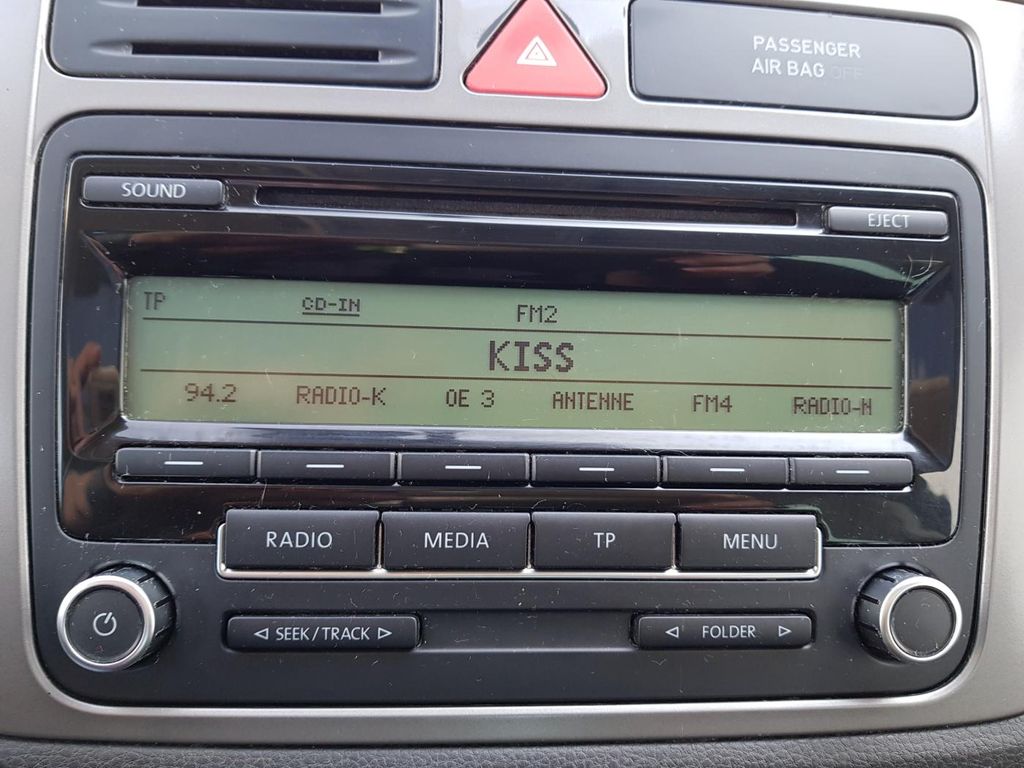 PASSENGER
AIR BAG OFF
SOUND
EJECT
TP CD-IN FM2
KISS
94.2 RADIO-K OE 3 ANTENNE FM4 RADIO-N
RADIO MEDIA TP MENU
SEEK/TRACK FOLDER